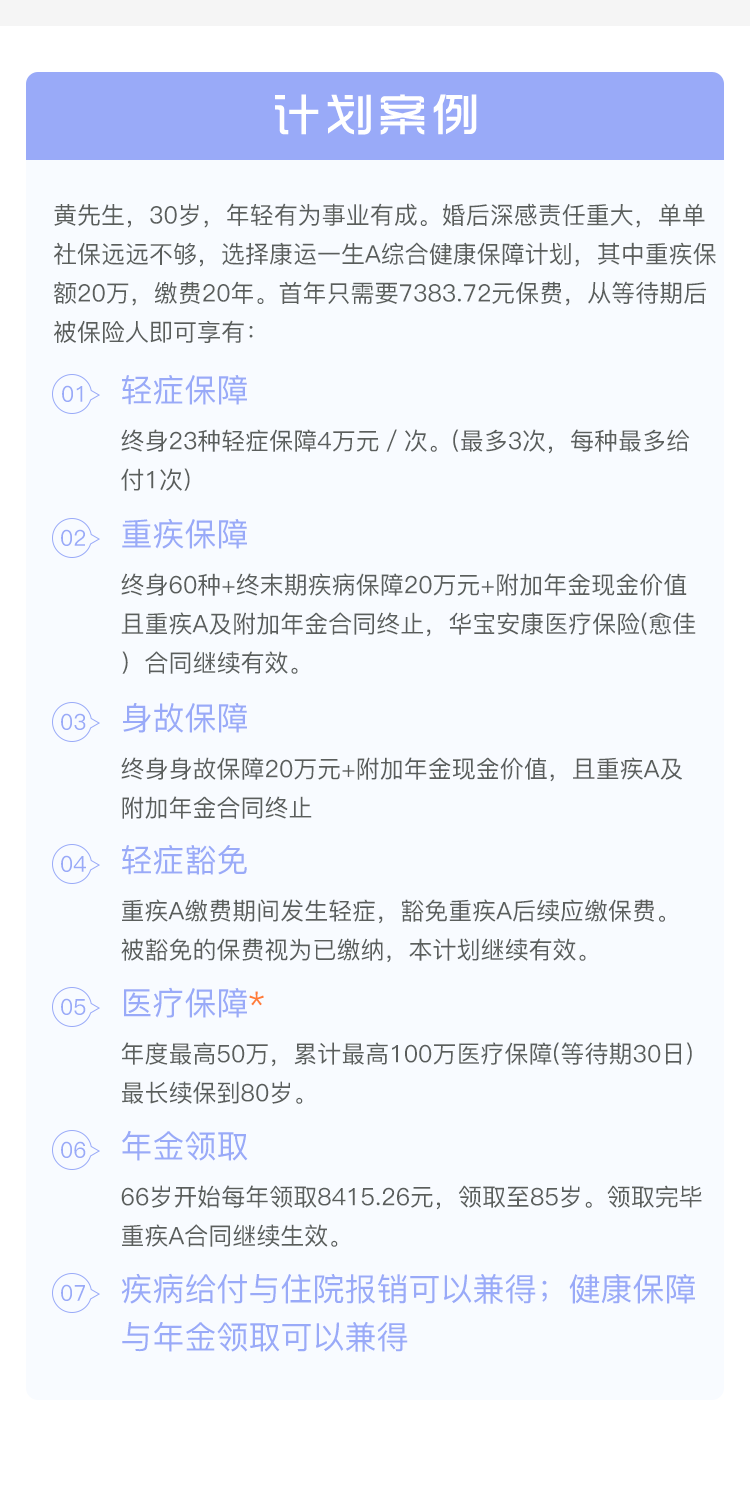 计划案例
黄先生，30岁，年轻有为事业有成。婚后深感责任重大，单单
社保远远不够，选择康运一生A综合健康保障计划，其中重疾保
额20万，缴费20年。首年只需要7383.72元保费，从等待期后
被保险人即可享有：
01 轻症保障
终身23种轻症保障4万元／次。(最多3次，每种最多给
付1次)
02 重疾保障
终身60种+终末期疾病保障20万元+附加年金现金价值
且重疾A及附加年金合同终止，华宝安康医疗保险(愈佳
）合同继续有效。
03 身故保障
终身身故保障20万元+附加年金现金价值，且重疾A及
附加年金合同终止
04 轻症豁免
重疾A缴费期间发生轻症，豁免重疾A后续应缴保费。
被豁免的保费视为已缴纳，本计划继续有效。
05 医疗保障*
年度最高50万，累计最高100万医疗保障(等待期30日)
最长续保到80岁。
06 年金领取
66岁开始每年领取8415.26元，领取至85岁。领取完毕
重疾A合同继续生效。
07 疾病给付与住院报销可以兼得；健康保障
与年金领取可以兼得